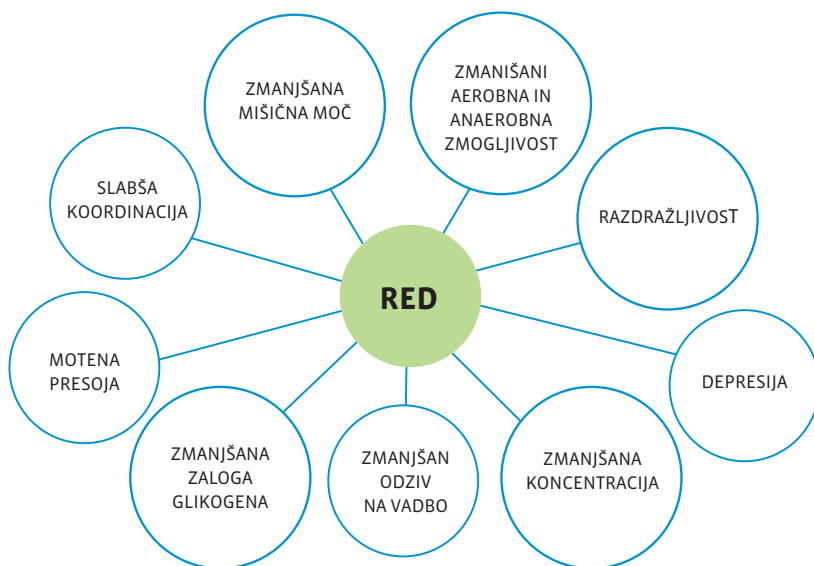 ZMANJŠANA
MIŠIČNA MOČ
ZMANIŠANI
AEROBNA IN
ANAEROBNA
ZMOGLJIVOST
SLABŠA
KOORDINACIJA
RAZDRAŽLJIVOST
RED
MOTENA
PRESOJA
DEPRESIJA
ZMANJŠANA
ZALOGA
GLIKOGENA
ZMANJŠAN
ODZIV
NA VADBO
ZMANJŠANA
KONCENTRACIJA